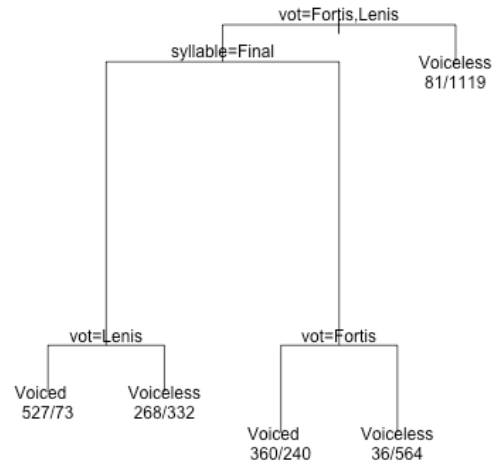 vot=Fortis,Lenis
syllable=Final
Voiceless
81/1119
vot=Lenis
vot=Fortis
Voiced
527/73
Voiceless
268/332
Voiced
360/240
Voiceless
36/564